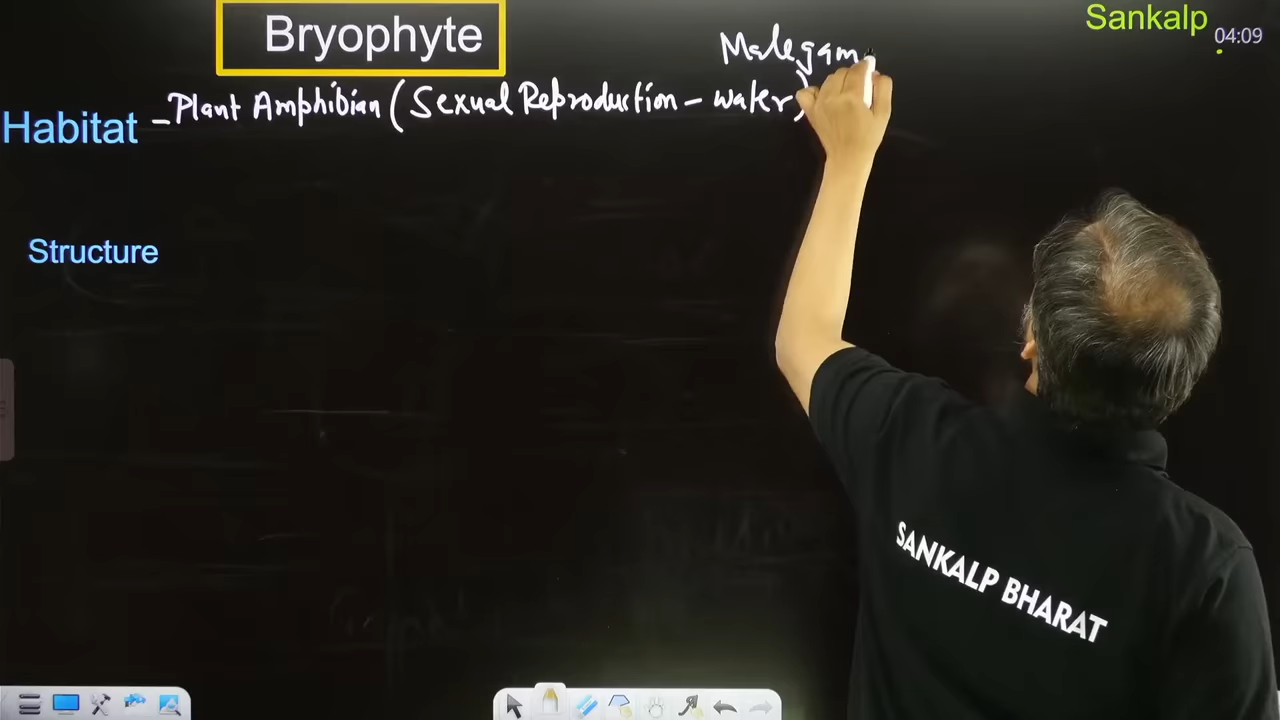 Bryophyte
Malegam
Sankalp
04:09
Habitat - Plant Amphibian (Sexual Reproduction - water)
Structure
SANKALP BHARAT